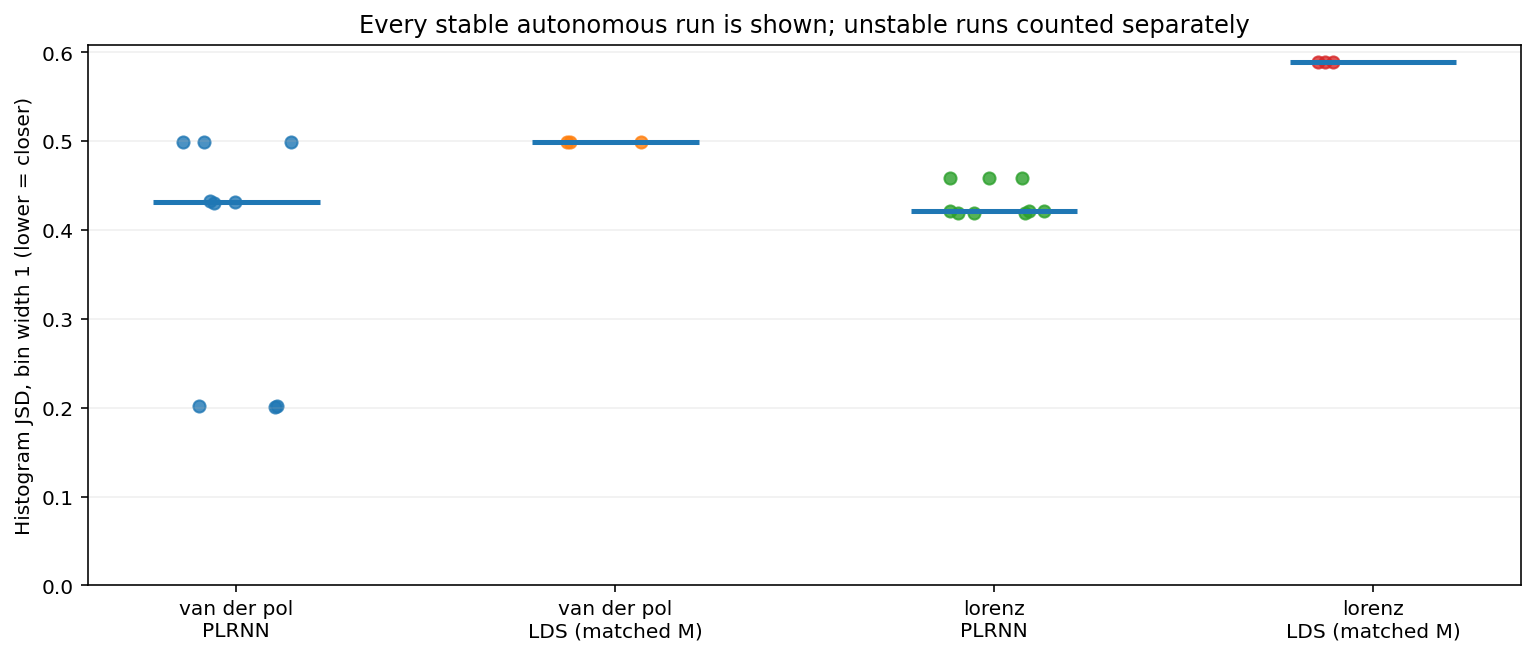 Every stable autonomous run is shown; unstable runs counted separately
Histogram JSD, bin width 1 (lower = closer)
0.6
0.5
0.4
0.3
0.2
0.1
0.0
van der pol
PLRNN
van der pol
LDS (matched M)
lorenz
PLRNN
lorenz
LDS (matched M)